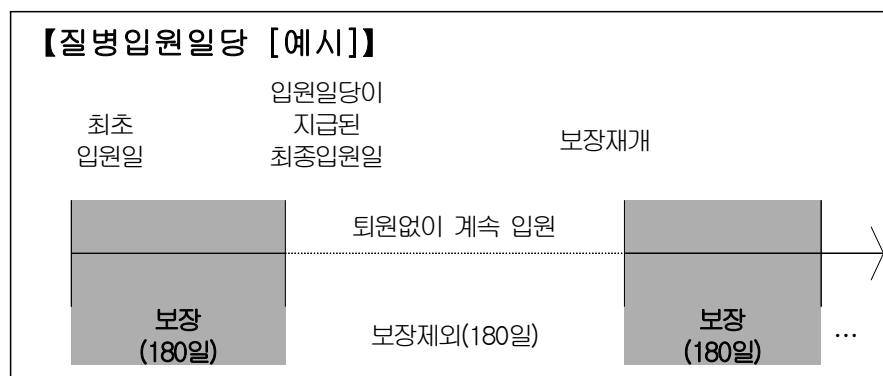 【질병입원일당 [예시]】
최초
입원일
입원일당이
지급된
최종입원일
보장재개
퇴원없이 계속 입원
보장
(180일)
보장제외(180일)
보장
(180일)
…